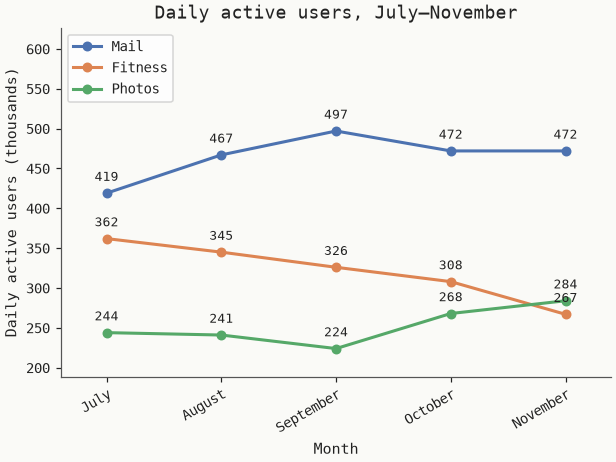 Daily active users, July–November
Mail
Fitness
Photos
Daily active users (thousands)
600
550
500
450
400
350
300
250
200
419
467
497
472
472
362
345
326
308
267
244
241
224
268
284
July
August
September
October
November
Month